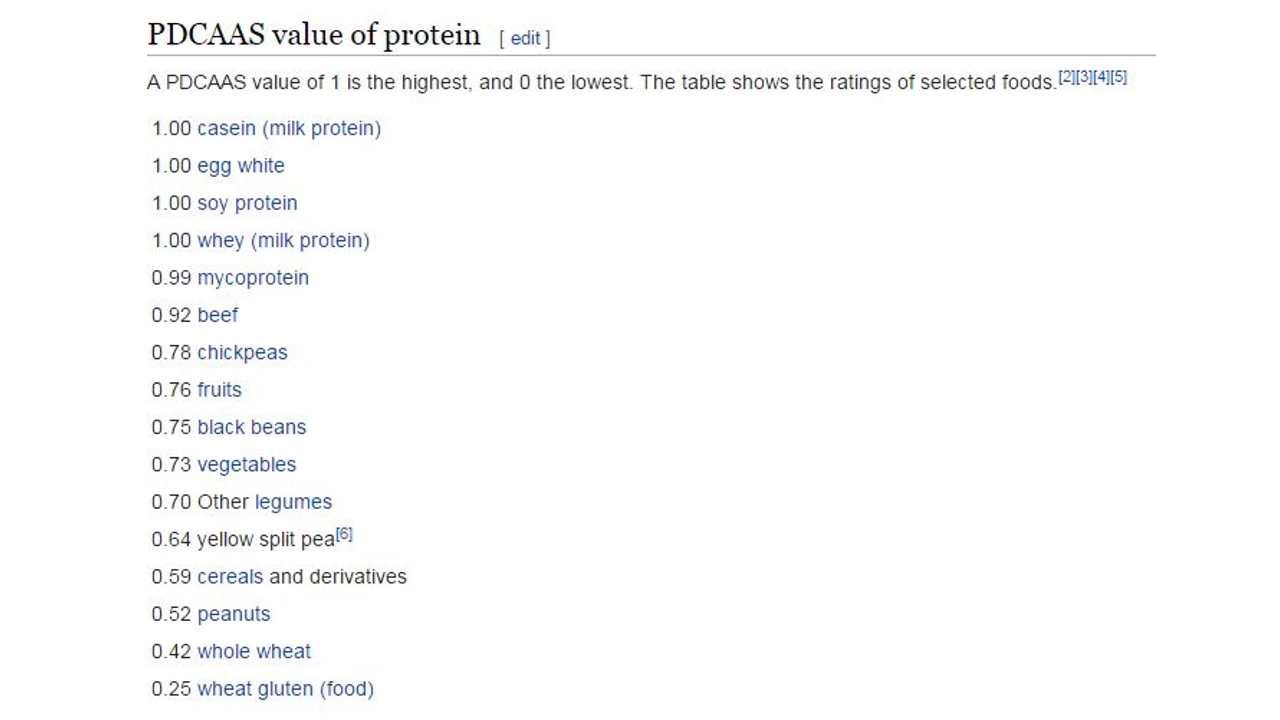 PDCAAS value of protein [ edit ]
A PDCAAS value of 1 is the highest, and 0 the lowest. The table shows the ratings of selected foods.[2][3][4][5]
1.00 casein (milk protein)
1.00 egg white
1.00 soy protein
1.00 whey (milk protein)
0.99 mycoprotein
0.92 beef
0.78 chickpeas
0.76 fruits
0.75 black beans
0.73 vegetables
0.70 Other legumes
0.64 yellow split pea[6]
0.59 cereals and derivatives
0.52 peanuts
0.42 whole wheat
0.25 wheat gluten (food)